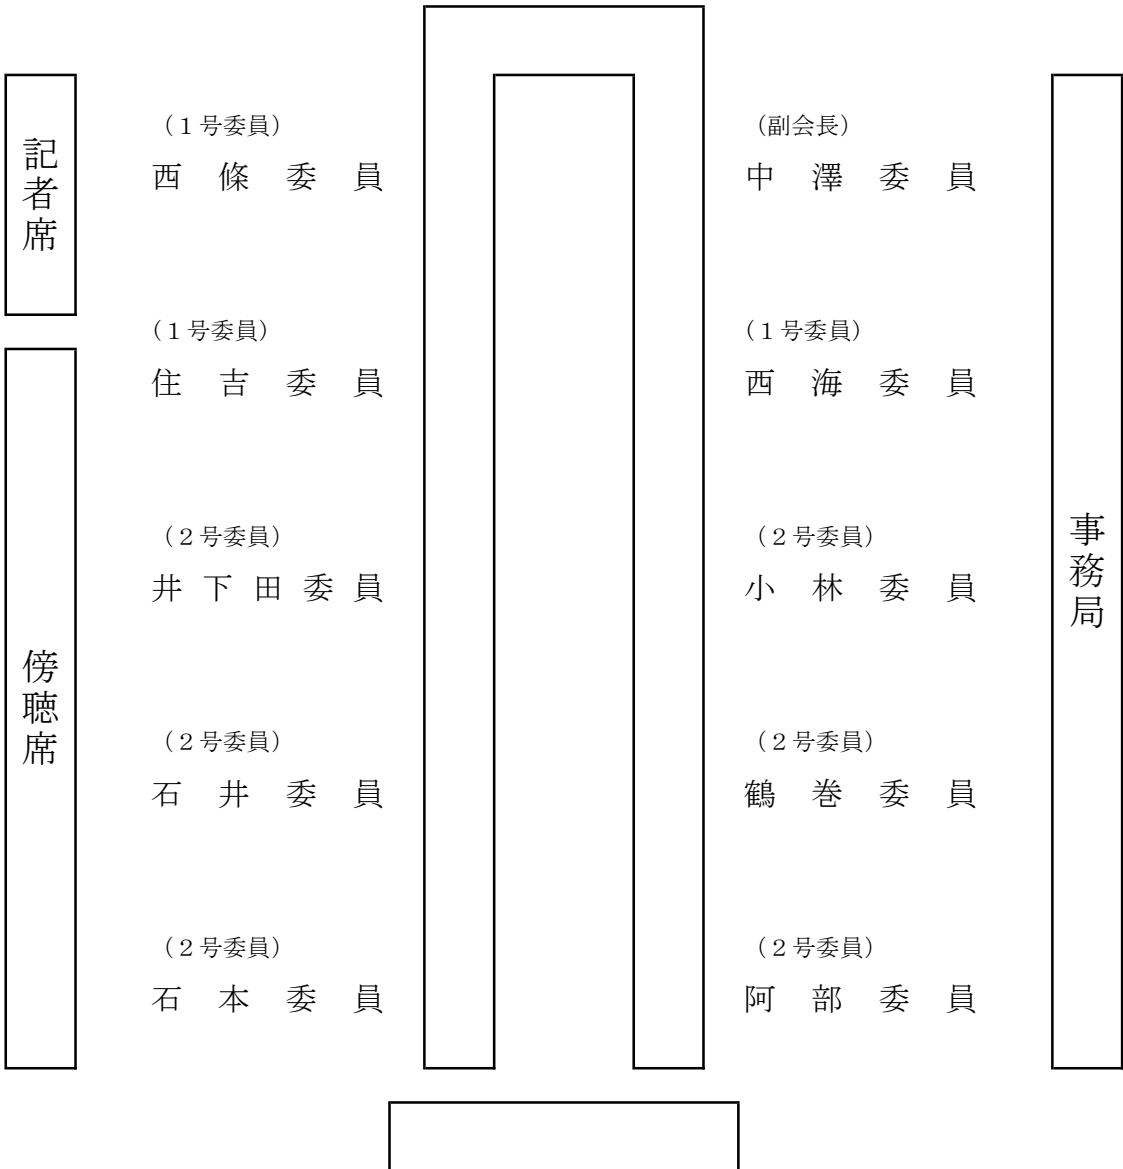 記者席
傍聴席
（１号委員）
西條委員
（１号委員）
住吉委員
（２号委員）
井下田委員
（２号委員）
石井委員
（２号委員）
石本委員
（副会長）
中澤委員
（１号委員）
西海委員
（２号委員）
小林委員
（２号委員）
鶴巻委員
（２号委員）
阿部委員
事務局